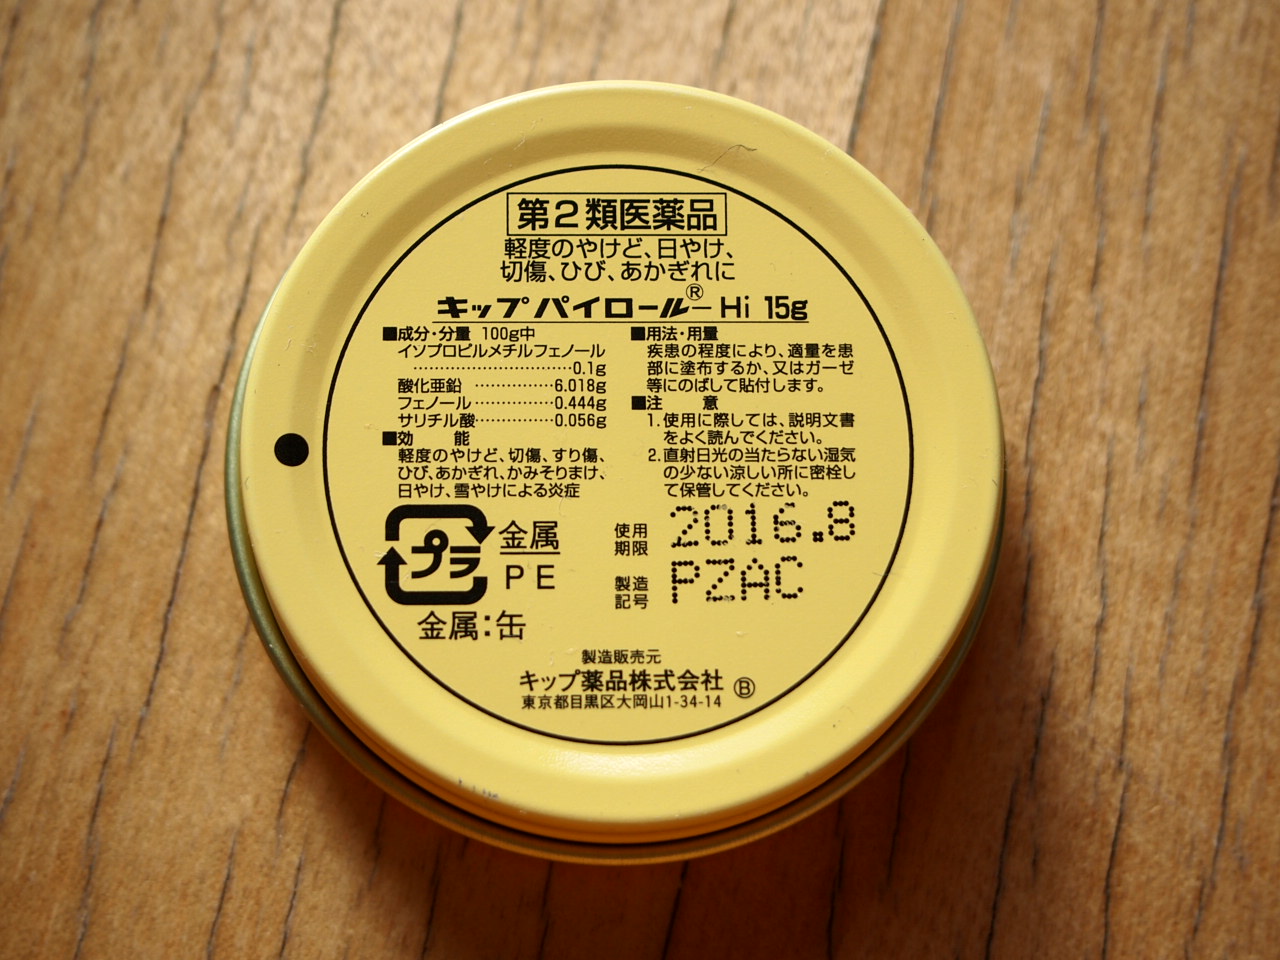 第2類医薬品
軽度のやけど、日やけ、
切傷、ひび、あかぎれに
キップパイロール®-Hi 15g
■成分・分量 100g中
イソプロピルメチルフェノール
…………………………0.1g
酸化亜鉛 ……………6.018g
フェノール……………0.444g
サリチル酸……………0.056g
■効 能
軽度のやけど、切傷、すり傷、
ひび、あかぎれ、かみそりまけ、
日やけ、雪やけによる炎症
■用法・用量
疾患の程度により、適量を患
部に塗布するか、又はガーゼ
等にのばして貼付します。
■注 意
1. 使用に際しては、説明文書
をよく読んでください。
2. 直射日光の当たらない湿気
の少ない涼しい所に密栓し
て保管してください。
プラ
金属
PE
金属：缶
使用
期限
2016.8
製造
記号
PZAC
製造販売元
キップ薬品株式会社 Ⓑ
東京都目黒区大岡山1-34-14